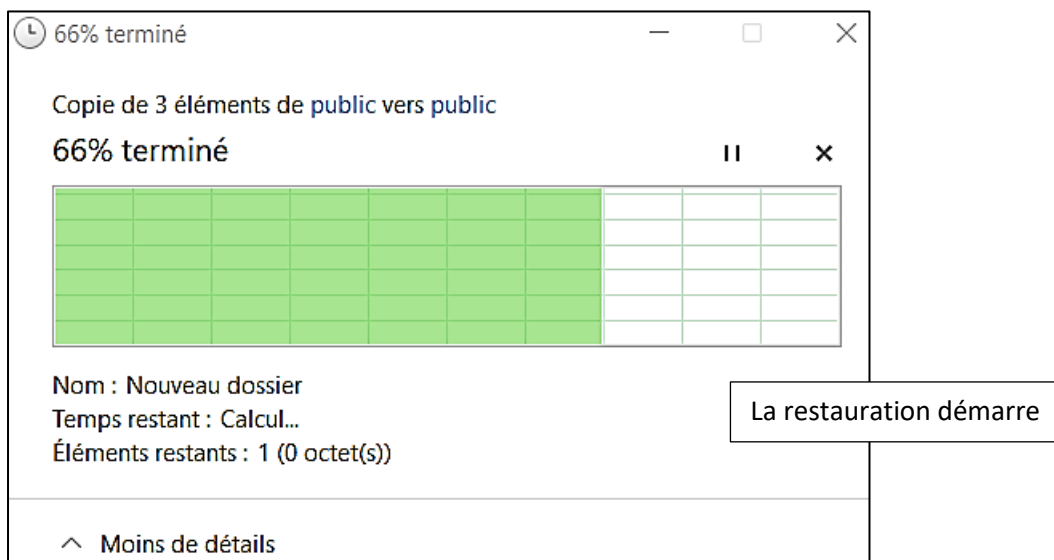 66% terminé
Copie de 3 éléments de public vers public
66% terminé
Nom : Nouveau dossier
Temps restant : Calcul...
Éléments restants : 1 (0 octet(s))
La restauration démarre
Moins de détails